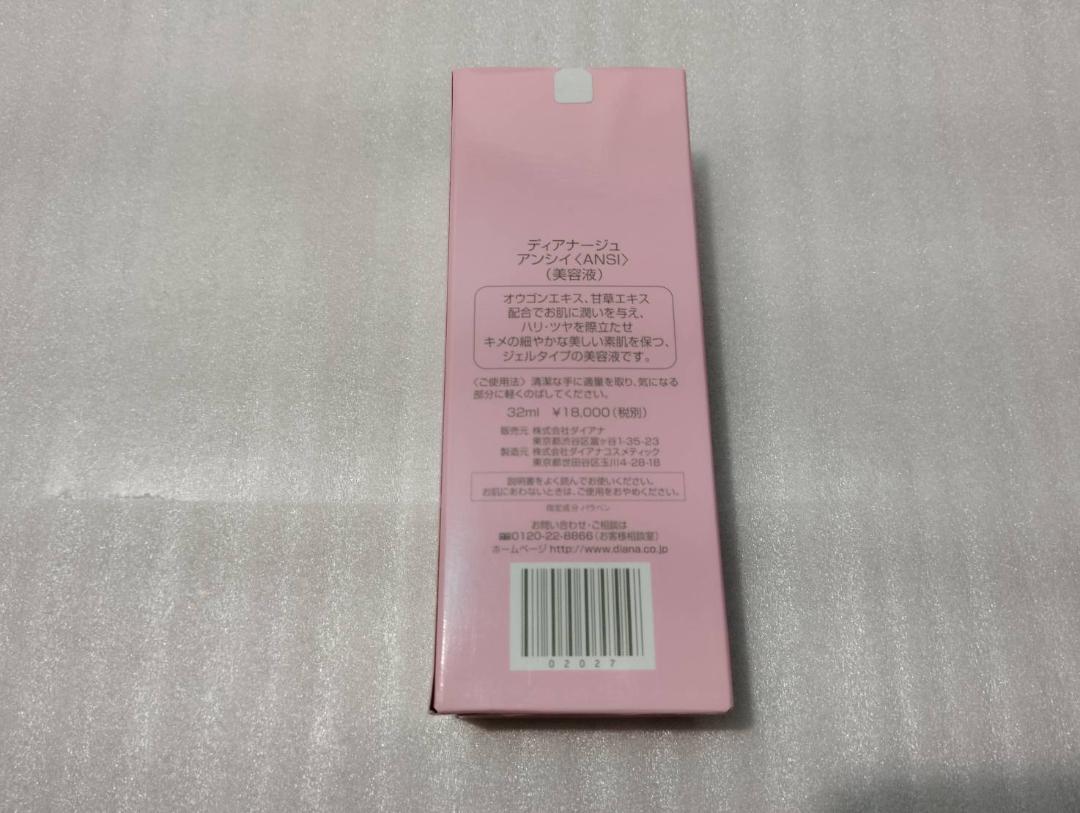 ディアナージュ
アンシイ〈ANSI〉
（美容液）
オウゴンエキス、甘草エキス
配合でお肌に潤いを与え、
ハリ・ツヤを際立たせ
キメの細やかな美しい素肌を保つ、
ジェルタイプの美容液です。
〈ご使用法〉清潔な手に適量を取り、気になる
部分に軽くのばしてください。
32ml ¥18,000（税別）
販売元 株式会社ダイアナ
東京都渋谷区富ヶ谷1-35-23
製造元 株式会社ダイアナコスメティック
東京都世田谷区玉川4-28-18
説明書をよく読んでお使いください。
お肌にあわないときは、ご使用をおやめください。
指定成分 パラベン
お問い合わせ・ご相談は
0120-22-8866（お客様相談室）
ホームページ http://www.diana.co.jp
02027